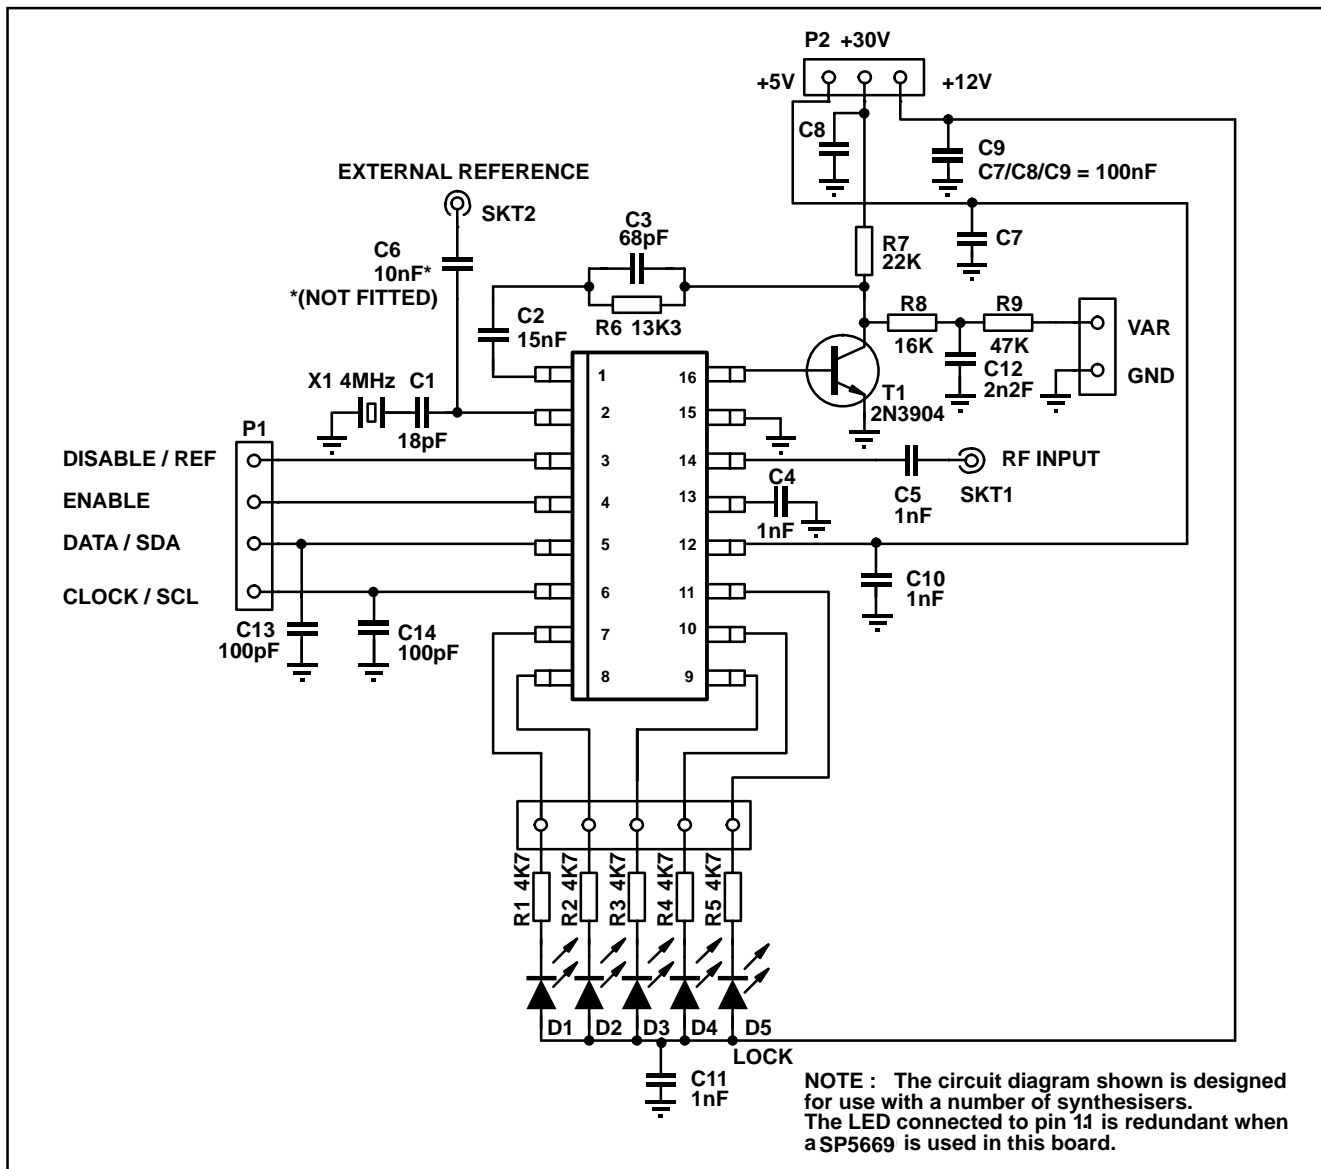 P2 +30V
+5V
+12V
C8
C9
C7/C8/C9 = 100nF
EXTERNAL REFERENCE
SKT2
C3
68pF
C7
R7
22K
C6
10nF*
*(NOT FITTED)
C2
15nF
R6 13K3
R8
16K
R9
47K
VAR
C12
2n2F
GND
X1 4MHz
C1
18pF
T1
2N3904
1
16
2
15
3
14
4
13
5
12
6
11
7
10
8
9
P1
DISABLE / REF
ENABLE
DATA / SDA
CLOCK / SCL
RF INPUT
C5
1nF
SKT1
C4
1nF
C10
1nF
C13
100pF
C14
100pF
R1 4K7
R2 4K7
R3 4K7
R4 4K7
R5 4K7
D1
D2
D3
D4
D5
LOCK
C11
1nF
NOTE : The circuit diagram shown is designed
for use with a number of synthesisers.
The LED connected to pin 11 is redundant when
a SP5669 is used in this board.